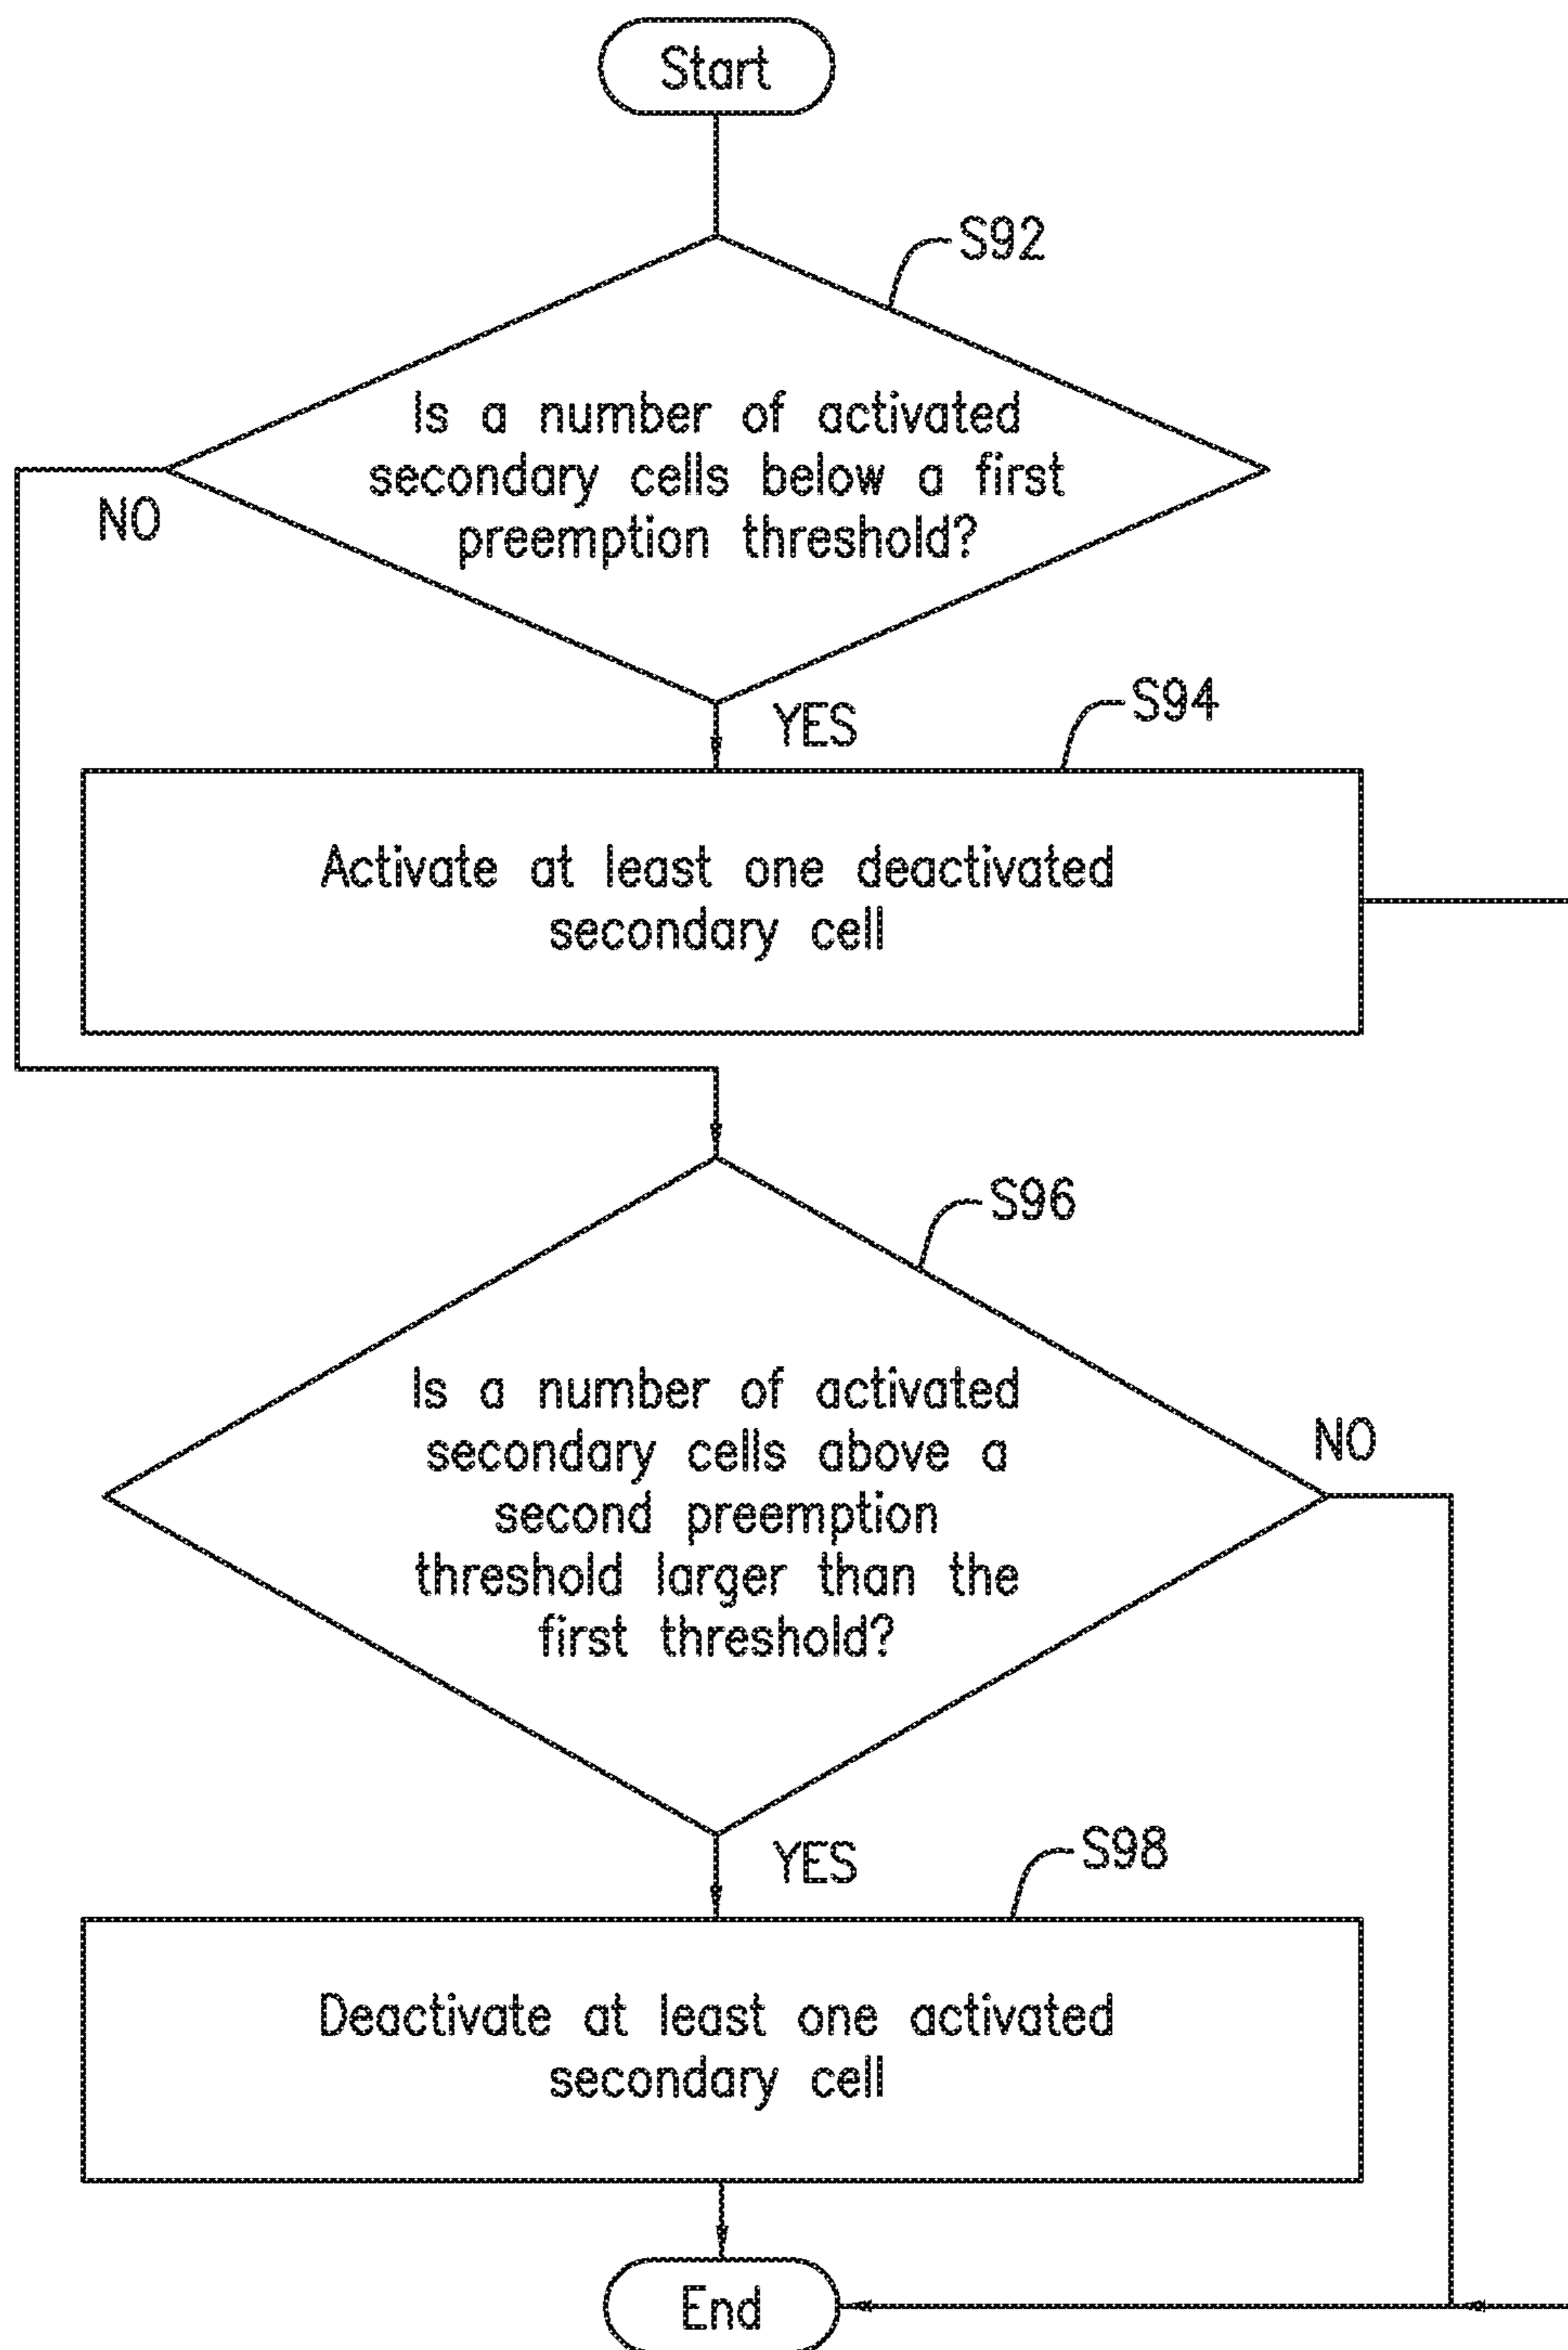 Start
S92
Is a number of activated
secondary cells below a first
preemption threshold?
NO
YES
S94
Activate at least one deactivated
secondary cell
S96
Is a number of activated
secondary cells above a
second preemption
threshold larger than the
first threshold?
NO
YES
S98
Deactivate at least one activated
secondary cell
End